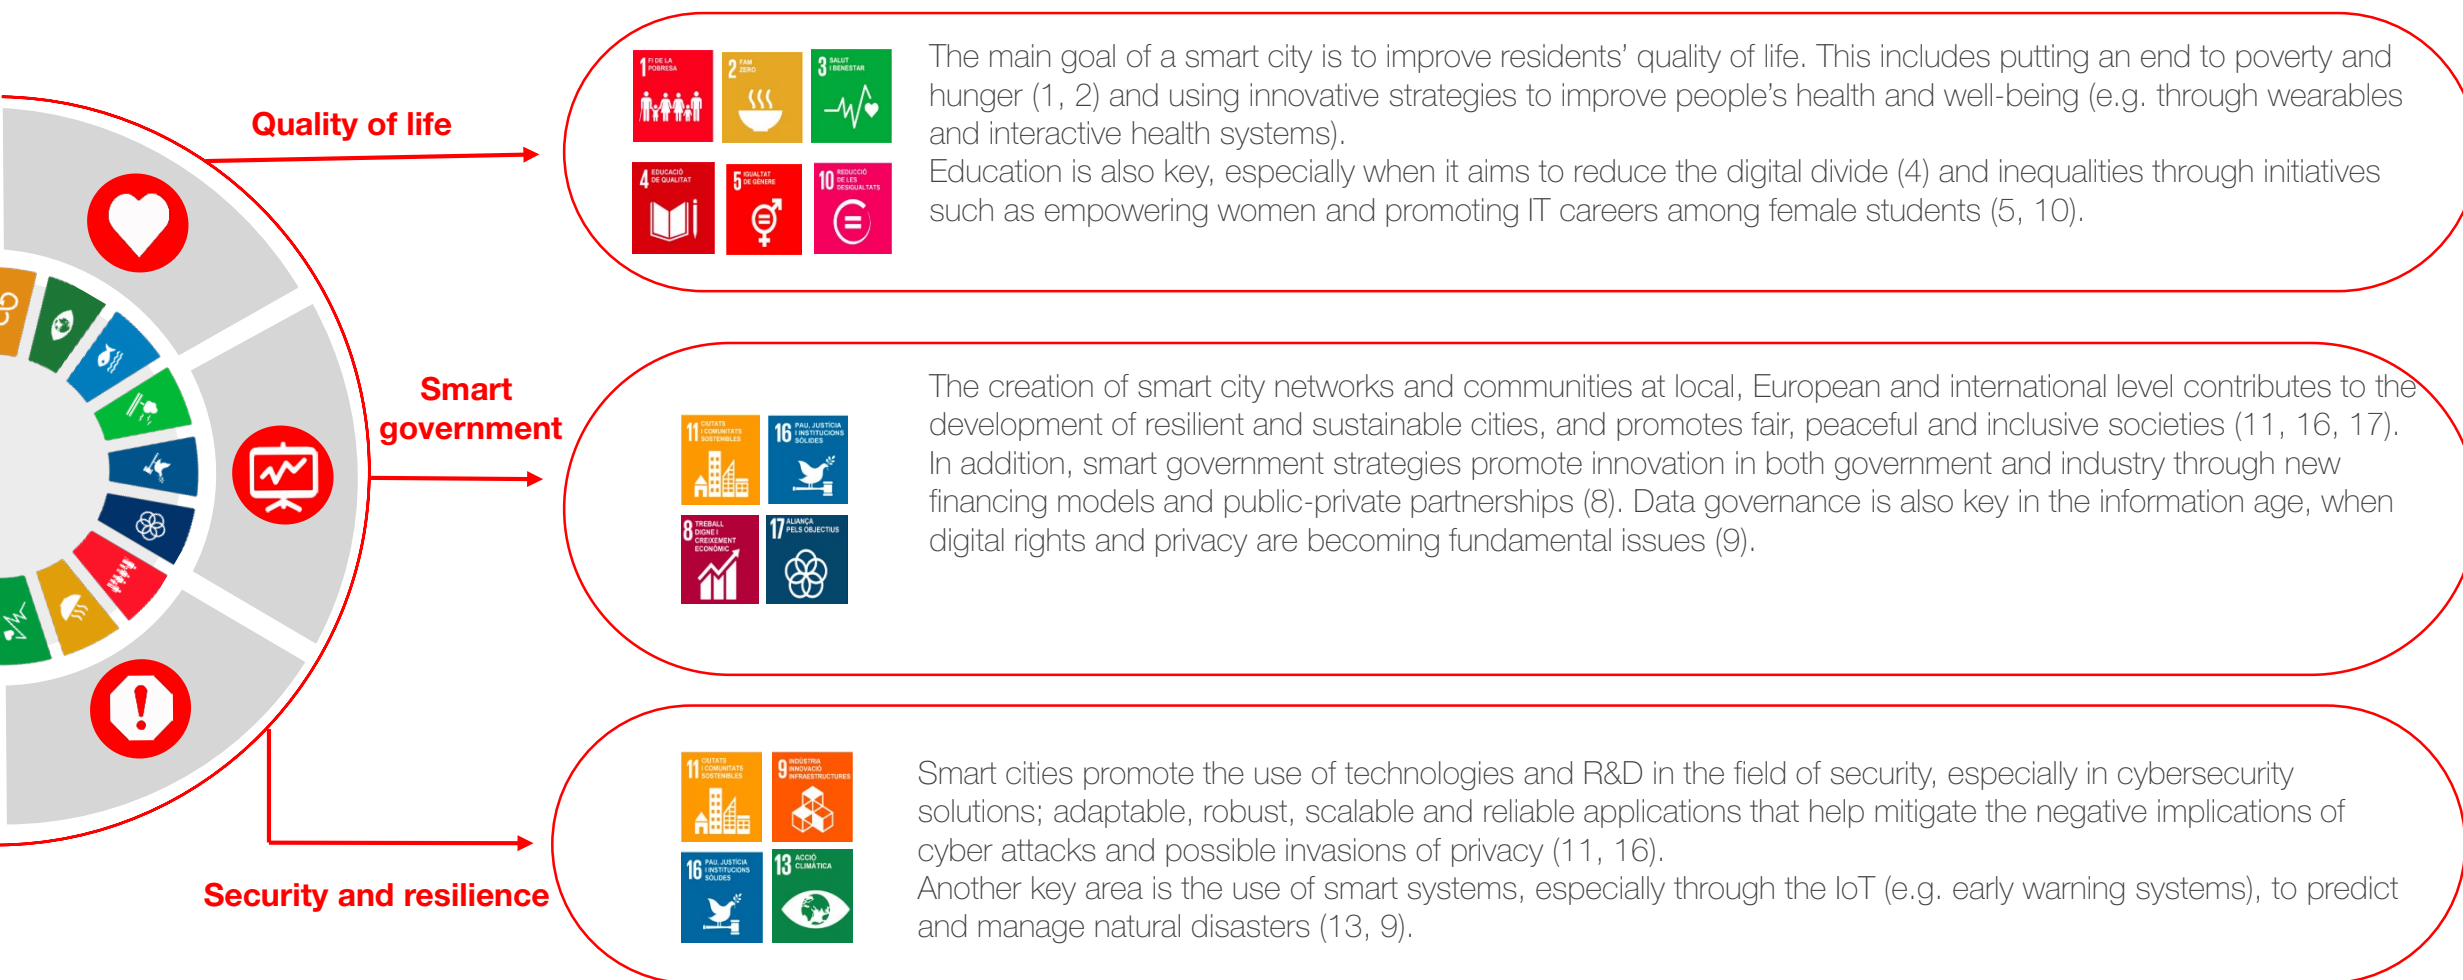 Quality of life
1 FI DE LA
POBRESA
2 FAM
ZERO
3 SALUT
I BENESTAR
4 EDUCACIÓ
DE QUALITAT
5 IGUALTAT
DE GÈNERE
10 REDUCCIÓ
DE LES
DESIGUALTATS
The main goal of a smart city is to improve residents’ quality of life. This includes putting an end to poverty and
hunger (1, 2) and using innovative strategies to improve people’s health and well-being (e.g. through wearables
and interactive health systems).
Education is also key, especially when it aims to reduce the digital divide (4) and inequalities through initiatives
such as empowering women and promoting IT careers among female students (5, 10).
Smart
government
11 CIUTATS
I COMUNITATS
SOSTENIBLES
16 PAU, JUSTÍCIA
I INSTITUCIONS
SÒLIDES
8 TREBALL
DIGNE I
CREIXEMENT
ECONÒMIC
17 ALIANÇA
PELS OBJECTIUS
The creation of smart city networks and communities at local, European and international level contributes to the
development of resilient and sustainable cities, and promotes fair, peaceful and inclusive societies (11, 16, 17).
In addition, smart government strategies promote innovation in both government and industry through new
financing models and public-private partnerships (8). Data governance is also key in the information age, when
digital rights and privacy are becoming fundamental issues (9).
Security and resilience
11 CIUTATS
I COMUNITATS
SOSTENIBLES
9 INDÚSTRIA
INNOVACIÓ
INFRAESTRUCTURES
16 PAU, JUSTÍCIA
I INSTITUCIONS
SÒLIDES
13 ACCIÓ
CLIMÀTICA
Smart cities promote the use of technologies and R&D in the field of security, especially in cybersecurity
solutions; adaptable, robust, scalable and reliable applications that help mitigate the negative implications of
cyber attacks and possible invasions of privacy (11, 16).
Another key area is the use of smart systems, especially through the IoT (e.g. early warning systems), to predict
and manage natural disasters (13, 9).